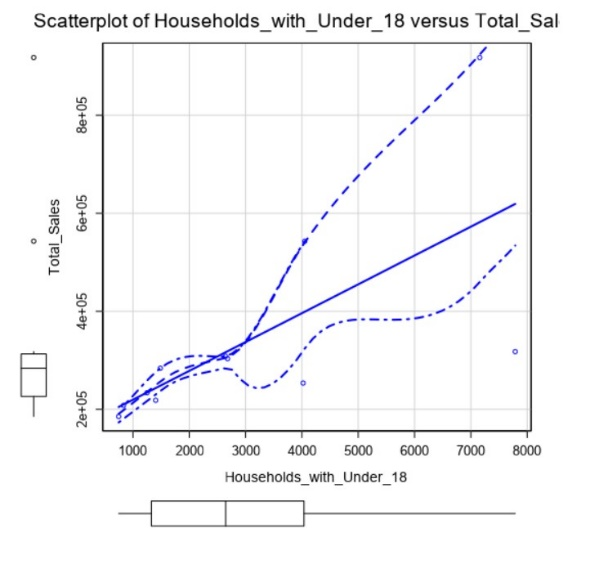 Scatterplot of Households_with_Under_18 versus Total_Sal
8e+05
6e+05
Total_Sales
4e+05
2e+05
1000 2000 3000 4000 5000 6000 7000 8000
Households_with_Under_18